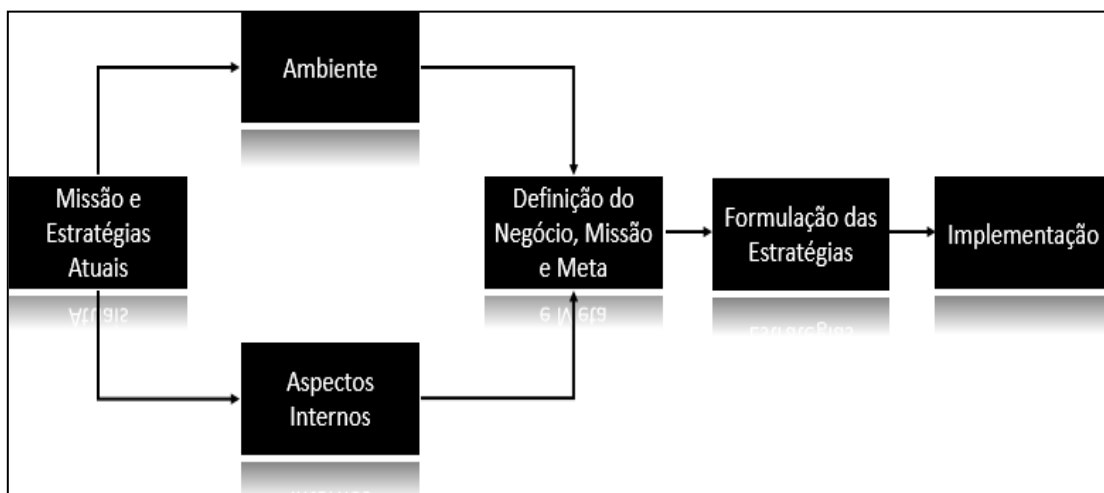 Ambiente
Missão e
Estratégias
Atuais
Definição do
Negócio, Missão
e Meta
Formulação das
Estratégias
Implementação
Aspectos
Internos